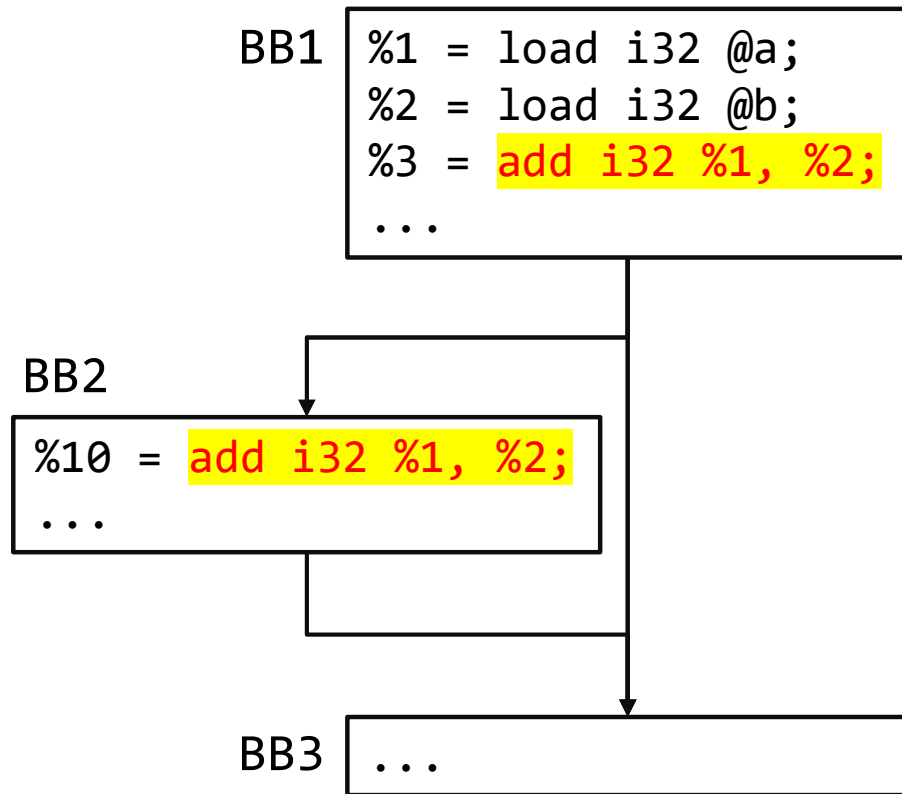 BB1
%1 = load i32 @a;
%2 = load i32 @b;
%3 = add i32 %1, %2;
...
BB2
%10 = add i32 %1, %2;
...
BB3
...